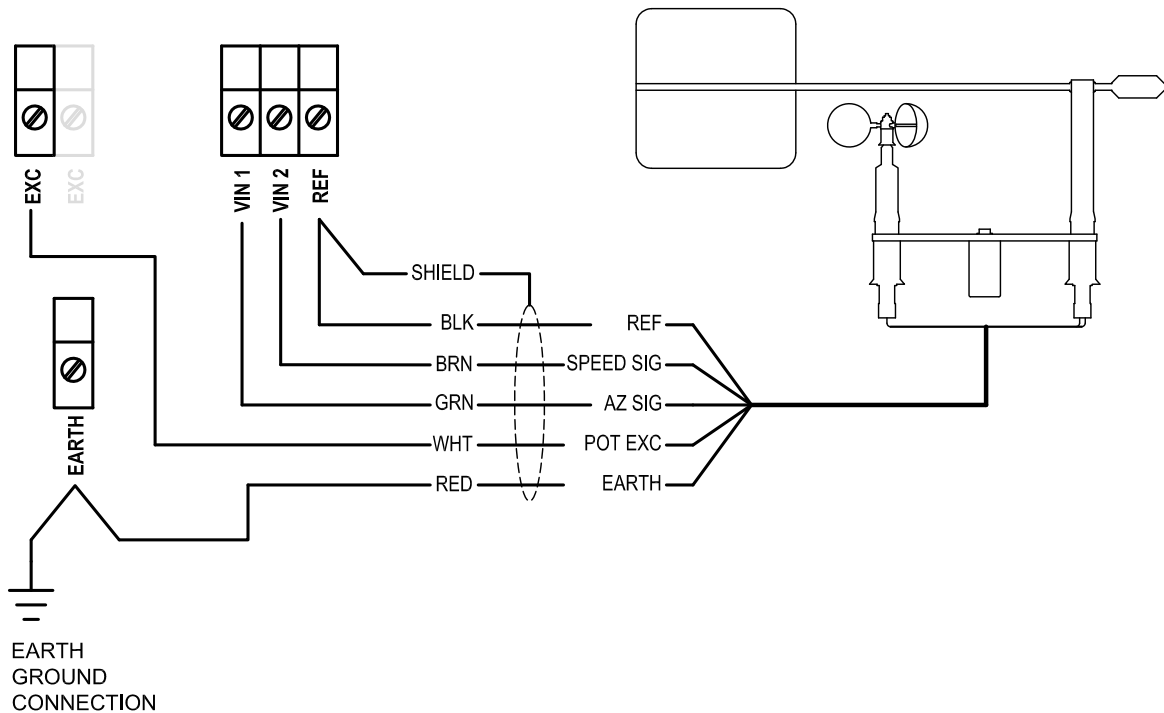 EXC
EXC
VIN 1
VIN 2
REF
SHIELD
BLK
REF
BRN
SPEED SIG
GRN
AZ SIG
WHT
POT EXC
RED
EARTH
EARTH
EARTH
GROUND
CONNECTION